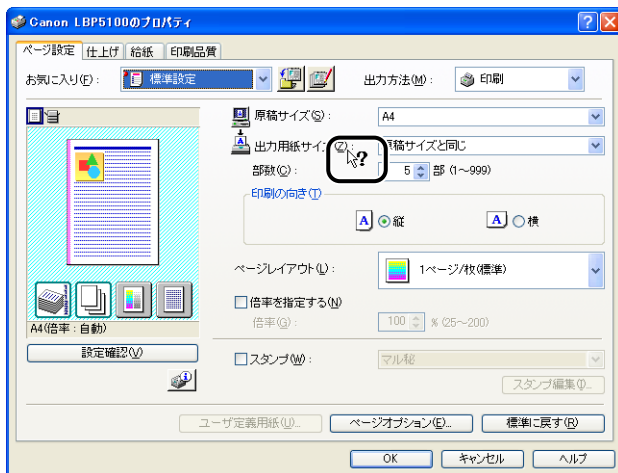 Canon LBP5100のプロパティ
ページ設定 仕上げ 給紙 印刷品質
お気に入り(F): 標準設定 出力方法(M): 印刷
原稿サイズ(S): A4
出力用紙サイズ(Z): 原稿サイズと同じ
?
部数(C): 5 部 (1~999)
印刷の向き(T)
A 縦 A 横
ページレイアウト(L): 1ページ/枚(標準)
倍率を指定する(N)
倍率(G): 100 % (25~200)
A4(倍率:自動)
設定確認(V)
スタンプ(W): マル秘
スタンプ編集(I)...
ユーザ定義用紙(U)... ページオプション(E)... 標準に戻す(R)
OK キャンセル ヘルプ